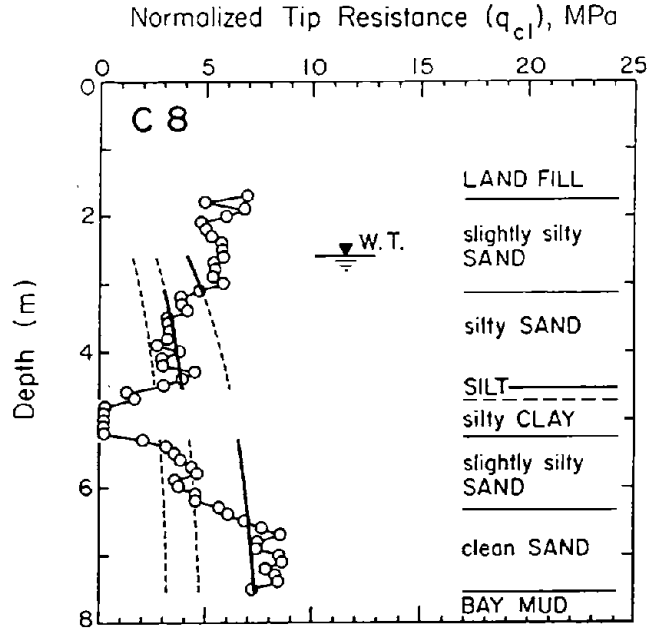 Normalized Tip Resistance (qc1), MPa
0 5 10 15 20 25
0
C 8
LAND FILL
2
slightly silty
SAND
W.T.
silty SAND
4
Depth (m)
SILT
silty CLAY
slightly silty
SAND
6
clean SAND
8
BAY MUD